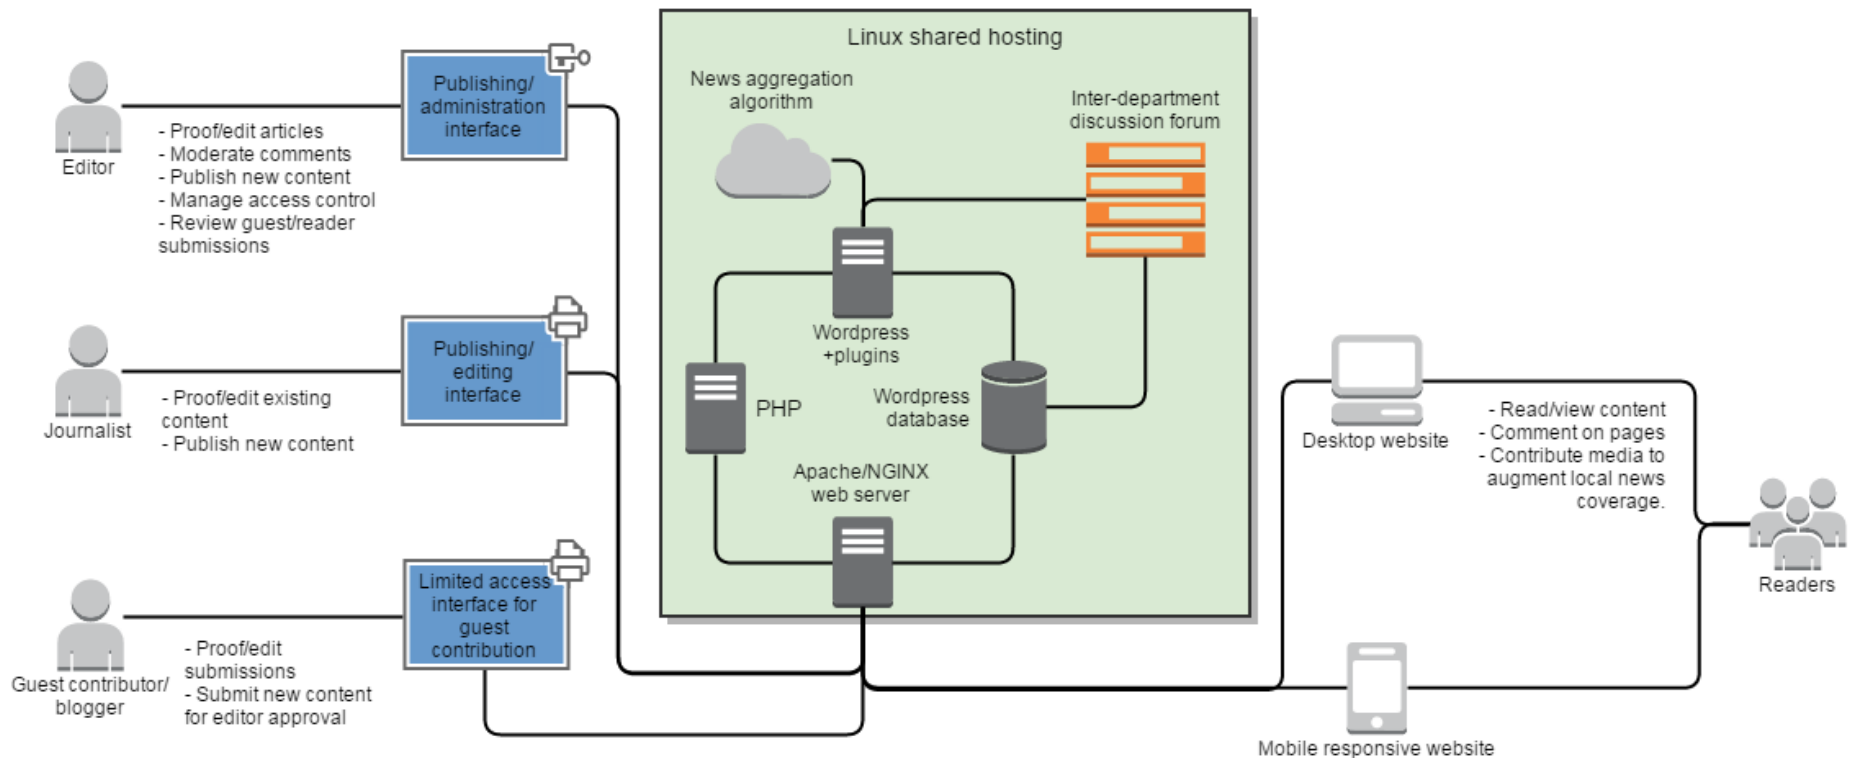 Linux shared hosting
News aggregation
algorithm
Inter-department
discussion forum
Publishing/
administration
interface
Editor
- Proof/edit articles
- Moderate comments
- Publish new content
- Manage access control
- Review guest/reader
submissions
Publishing/
editing
interface
Journalist
- Proof/edit existing
content
- Publish new content
Limited access
interface for
guest
contribution
Guest contributor/
blogger
- Proof/edit
submissions
- Submit new content
for editor approval
Wordpress
+plugins
PHP
Wordpress
database
Apache/NGINX
web server
Desktop website
- Read/view content
- Comment on pages
- Contribute media to
augment local news
coverage.
Readers
Mobile responsive website